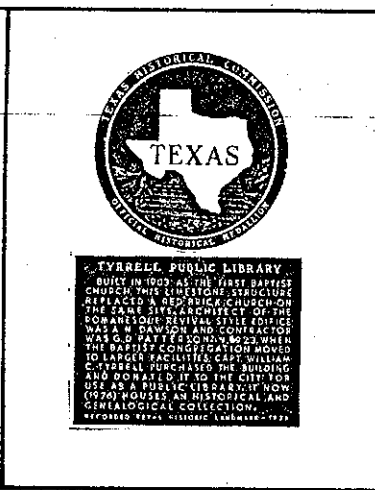 TEXAS HISTORICAL COMMISSION
TEXAS
OFFICIAL HISTORICAL MEDALLION
TYRRELL PUBLIC LIBRARY
BUILT IN 1903 AS THE FIRST BAPTIST
CHURCH, THIS LIMESTONE STRUCTURE
REPLACED A RED BRICK CHURCH ON
THE SAME SITE. ARCHITECT OF THE
ROMANESQUE REVIVAL STYLE EDIFICE
WAS A. N. DAWSON AND CONTRACTOR
WAS G. D. PATTERSON. IN 1923, WHEN
THE BAPTIST CONGREGATION MOVED
TO LARGER FACILITIES, CAPT. WILLIAM
C. TYRRELL PURCHASED THE BUILDING
AND DONATED IT TO THE CITY FOR
USE AS A PUBLIC LIBRARY. IT NOW
(1976) HOUSES AN HISTORICAL AND
GENEALOGICAL COLLECTION.
RECORDED TEXAS HISTORIC LANDMARK